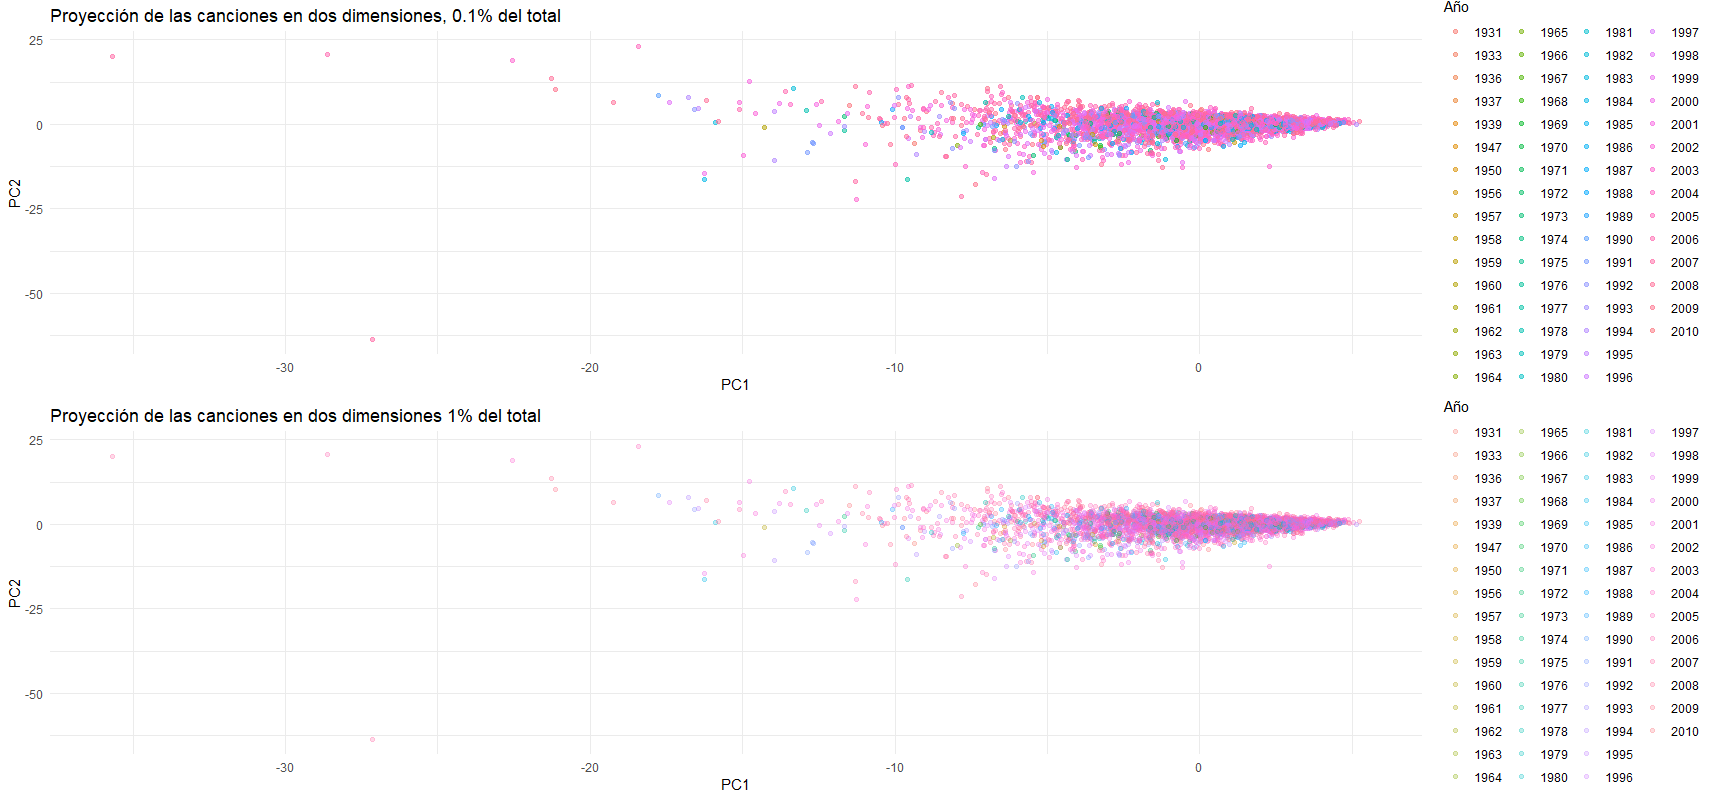 Proyección de las canciones en dos dimensiones, 0.1% del total
25
0
-25
-50
PC2
-30
-20
-10
0
PC1
Año
1931 1965 1981 1997
1933 1966 1982 1998
1936 1967 1983 1999
1937 1968 1984 2000
1939 1969 1985 2001
1947 1970 1986 2002
1950 1971 1987 2003
1956 1972 1988 2004
1957 1973 1989 2005
1958 1974 1990 2006
1959 1975 1991 2007
1960 1976 1992 2008
1961 1977 1993 2009
1962 1978 1994 2010
1963 1979 1995
1964 1980 1996
Proyección de las canciones en dos dimensiones 1% del total
25
0
-25
-50
PC2
-30
-20
-10
0
PC1
Año
1931 1965 1981 1997
1933 1966 1982 1998
1936 1967 1983 1999
1937 1968 1984 2000
1939 1969 1985 2001
1947 1970 1986 2002
1950 1971 1987 2003
1956 1972 1988 2004
1957 1973 1989 2005
1958 1974 1990 2006
1959 1975 1991 2007
1960 1976 1992 2008
1961 1977 1993 2009
1962 1978 1994 2010
1963 1979 1995
1964 1980 1996